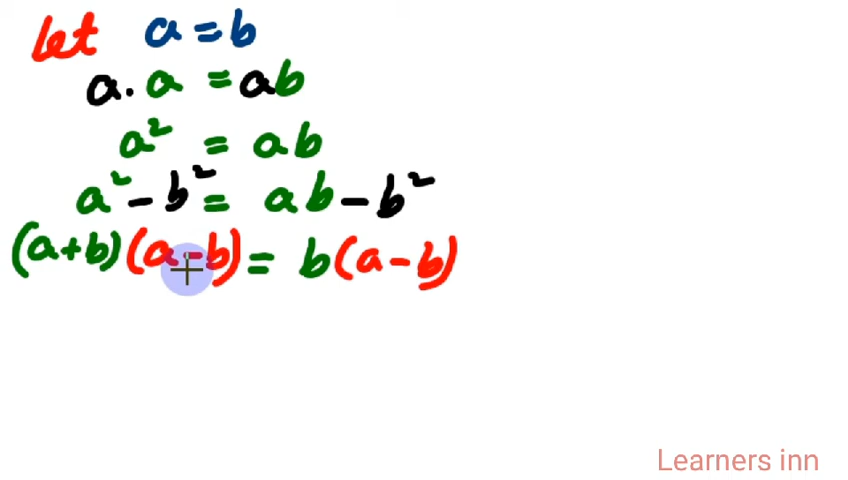 let a = b
a. a = ab
a² = ab
a² - b² = ab - b²
(a+b)(a-b) = b(a-b)
Learners inn